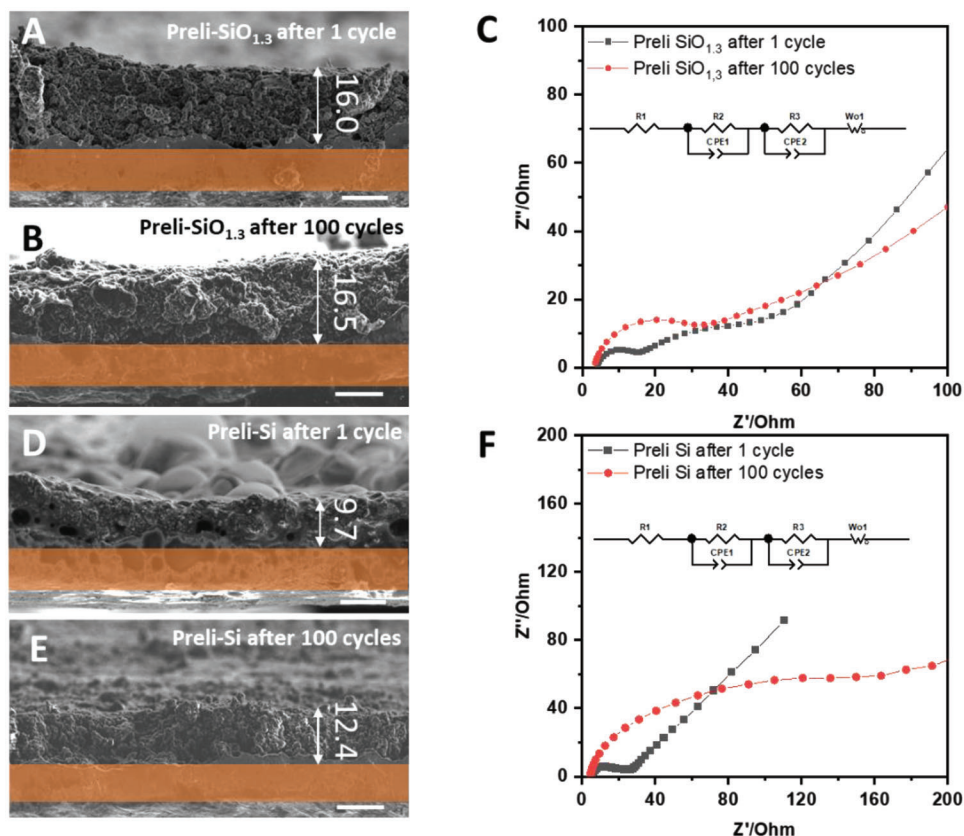 A
Preli-SiO1.3 after 1 cycle
16.0
B
Preli-SiO1.3 after 100 cycles
16.5
C
Preli SiO1.3 after 1 cycle
Preli SiO1,3 after 100 cycles
R1
R2
R3
Wo1
CPE1
CPE2
100
80
60
40
20
0
Z''/Ohm
0
20
40
60
80
100
Z'/Ohm
D
Preli-Si after 1 cycle
9.7
E
Preli-Si after 100 cycles
12.4
F
Preli Si after 1 cycle
Preli Si after 100 cycles
R1
R2
R3
Wo1
CPE1
CPE2
200
160
120
80
40
0
Z''/Ohm
0
40
80
120
160
200
Z'/Ohm